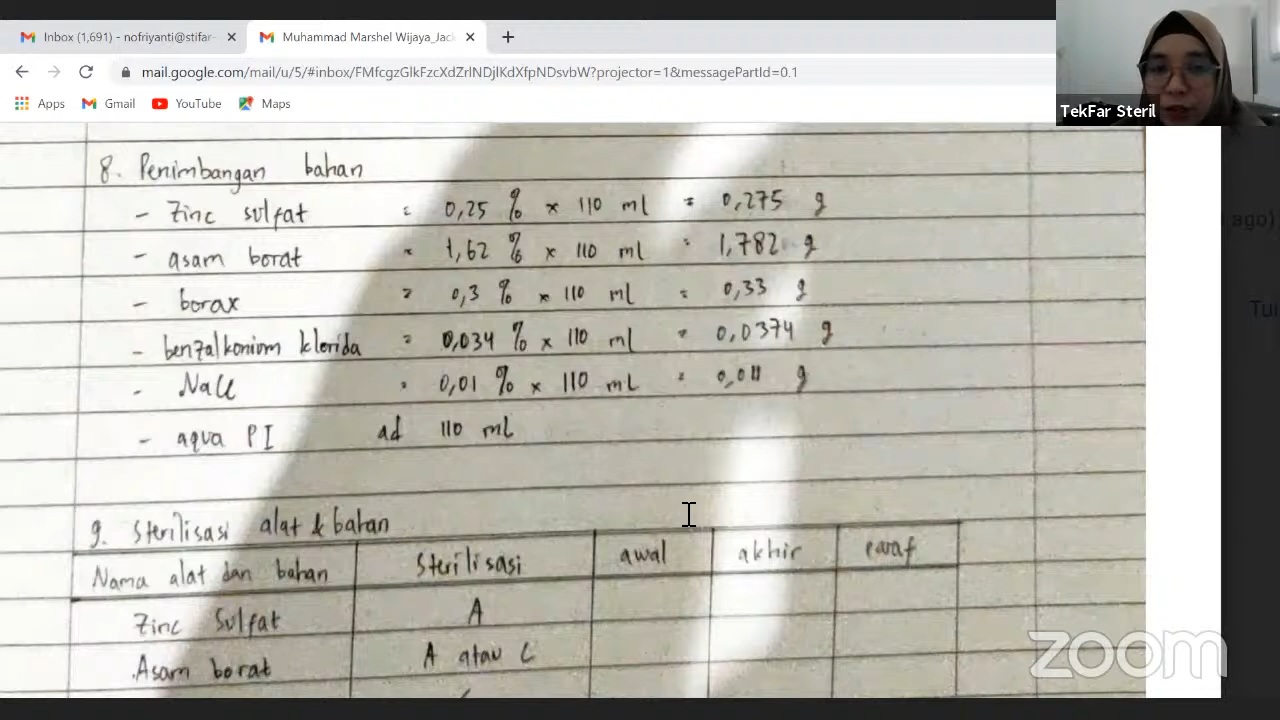 Inbox (1,691) - nofriyanti@stifar-
Muhammad Marshel Wijaya_Jack
mail.google.com/mail/u/5/#inbox/FMfcgzGlkFzcXdZrlNDjlKdXfpNDsvbW?projector=1&messagePartId=0.1
Apps Gmail YouTube Maps
TekFar Steril
8. Penimbangan bahan
- Zinc sulfat = 0,25 % x 110 ml = 0,275 g
- asam borat = 1,62 % x 110 ml = 1,782 g
- borax = 0,3 % x 110 ml = 0,33 g
- benzalkonium klorida = 0,034 % x 110 ml = 0,0374 g
- NaCl = 0,01 % x 110 ml = 0,011 g
- aqua PI ad 110 ml
9. Sterilisasi alat & bahan
Nama alat dan bahan Sterilisasi awal akhir paraf
Zinc Sulfat A
Asam borat A atau C
ago)
zoom